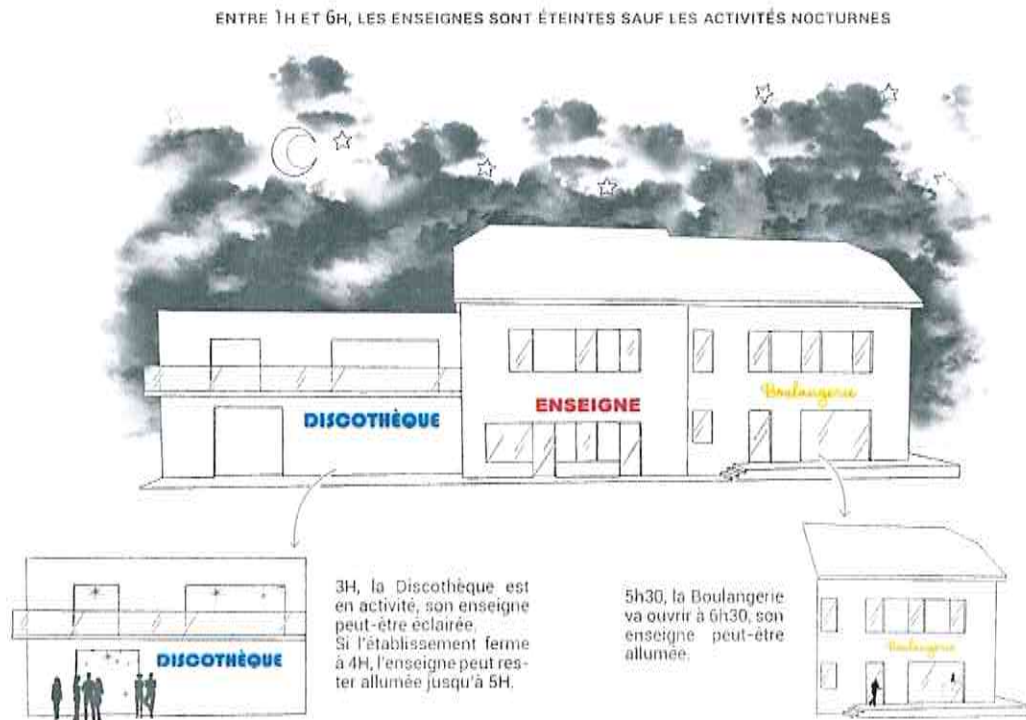 ENTRE 1H ET 6H, LES ENSEIGNES SONT ÉTEINTES SAUF LES ACTIVITÉS NOCTURNES
DISCOTHÈQUE
ENSEIGNE
Boulangerie
3H, la Discothèque est
en activité, son enseigne
peut-être éclairée.
Si l'établissement ferme
à 4H, l'enseigne peut res-
ter allumée jusqu'à 5H.
DISCOTHÈQUE
5h30, la Boulangerie
va ouvrir à 6h30, son
enseigne peut-être
allumée.
Boulangerie